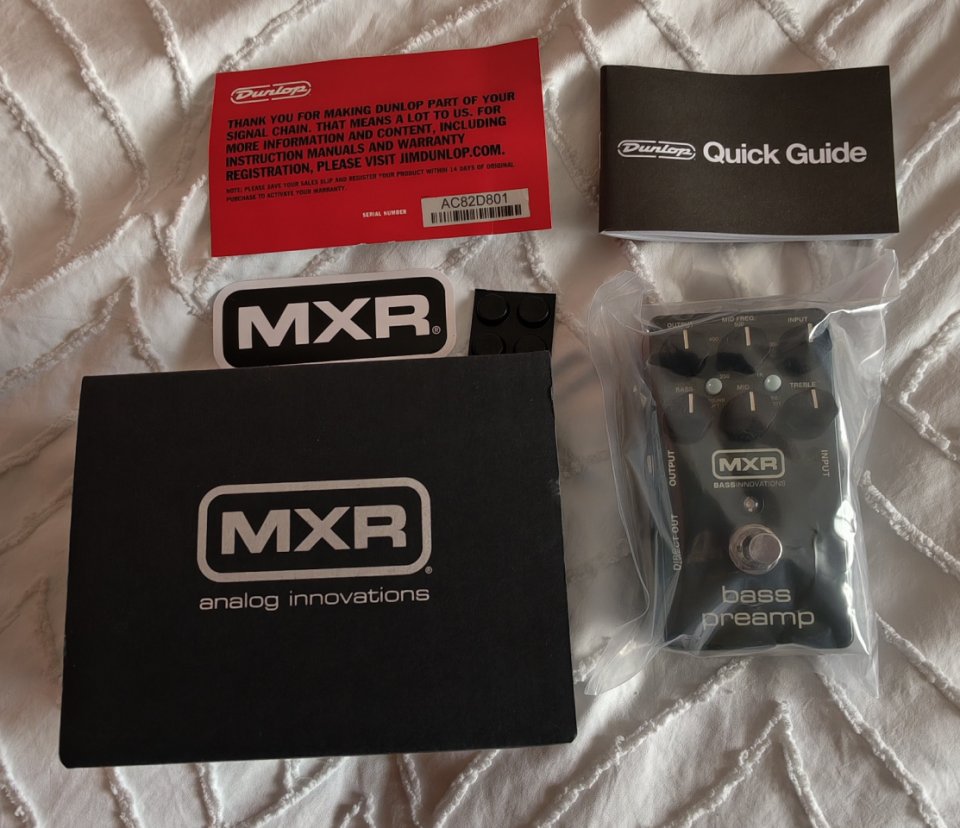 Dunlop
THANK YOU FOR MAKING DUNLOP PART OF YOUR
SIGNAL CHAIN. THAT MEANS A LOT TO US. FOR
MORE INFORMATION AND CONTENT, INCLUDING
INSTRUCTION MANUALS AND WARRANTY
REGISTRATION, PLEASE VISIT JIMDUNLOP.COM.
NOTE: PLEASE SAVE YOUR SALES SLIP AND REGISTER YOUR PRODUCT WITHIN 14 DAYS OF ORIGINAL
PURCHASE TO ACTIVATE YOUR WARRANTY.
SERIAL NUMBER
AC82D801
Dunlop Quick Guide
MXR®
MXR®
analog innovations
OUTPUT MID FREQ. INPUT
400
BASS MID TREBLE
MXR
BASS INNOVATIONS
OUTPUT
INPUT
DIRECT OUT
bass
preamp